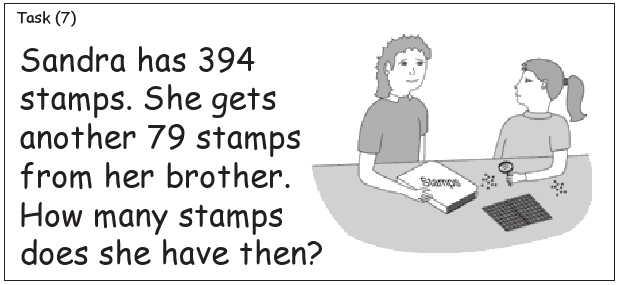 Task (7)
Sandra has 394
stamps. She gets
another 79 stamps
from her brother.
How many stamps
does she have then?
Stamps